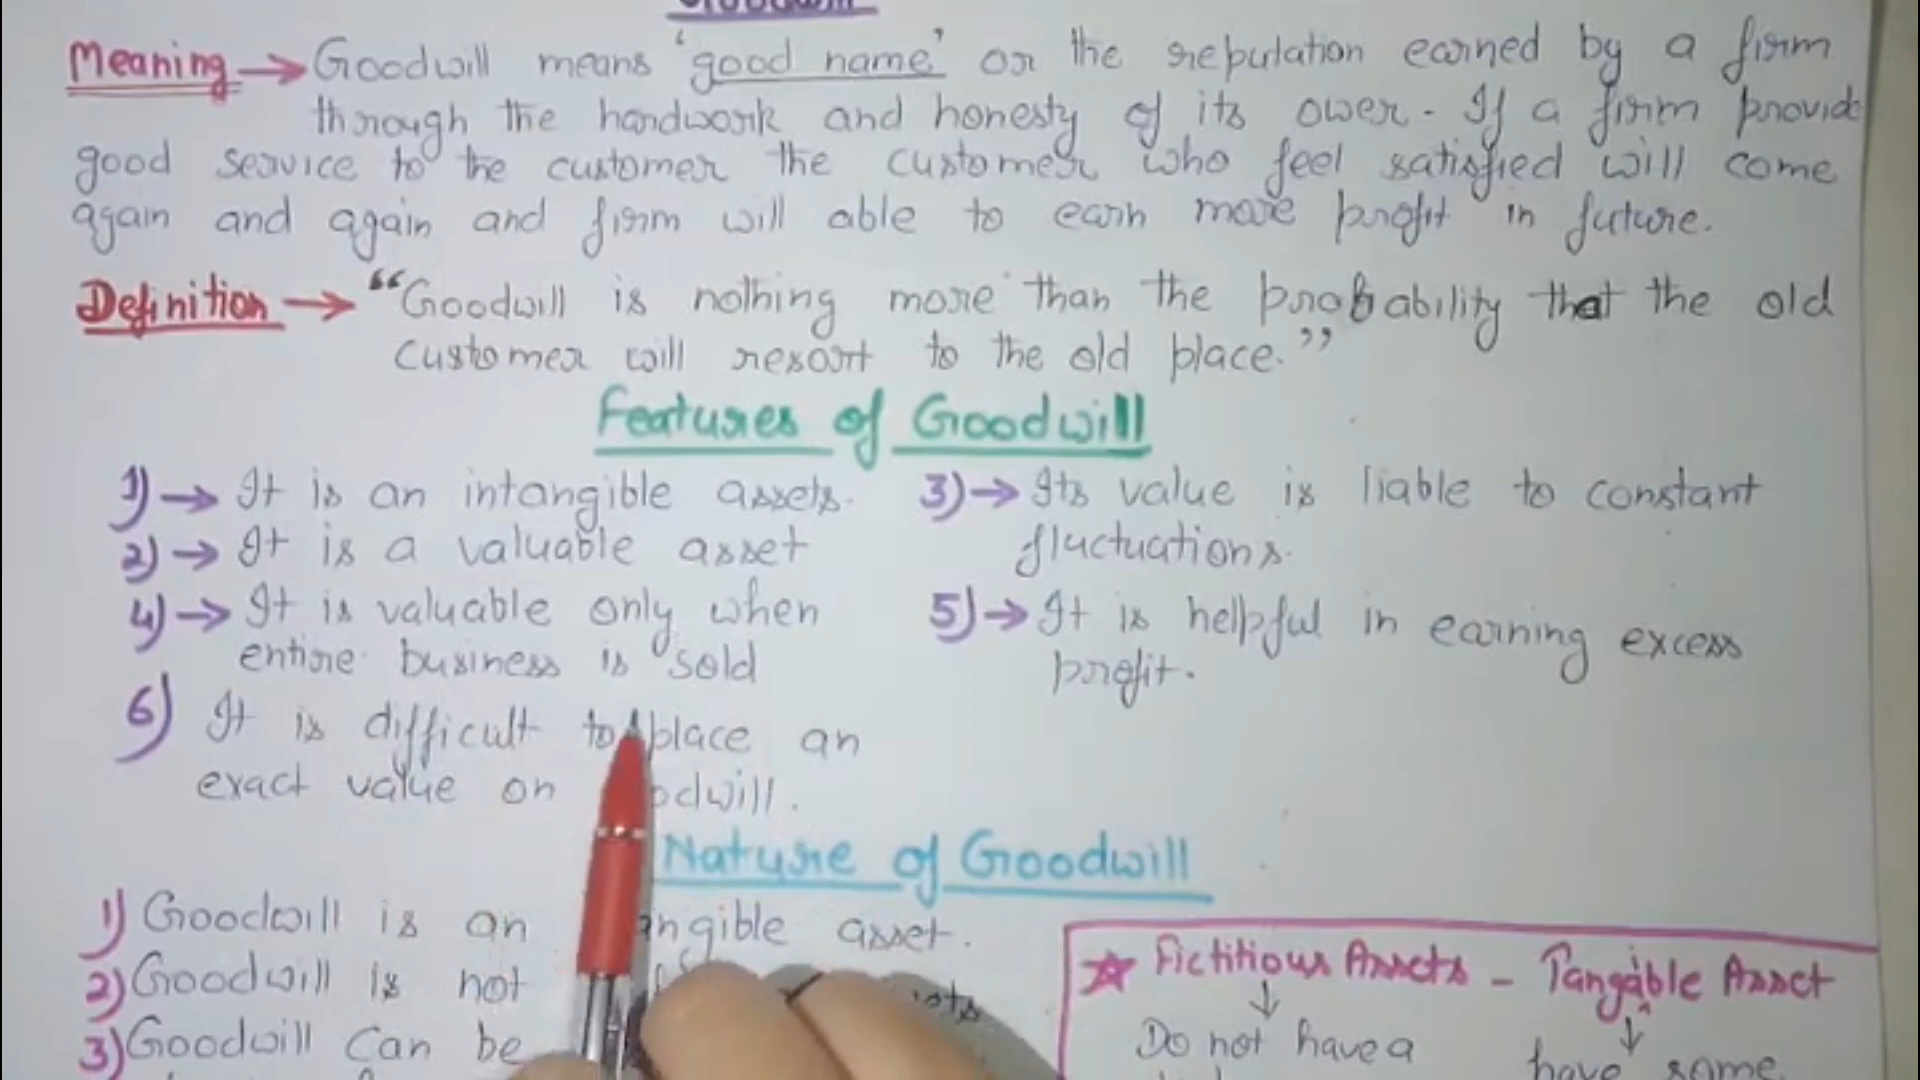 Goodwill
Meaning → Goodwill means 'good name' or the reputation earned by a firm
through the hardwork and honesty of its ower. If a firm provide
good service to the customer the customer who feel satisfied will come
again and again and firm will able to earn more profit in future.
Definition → "Goodwill is nothing more than the probability that the old
customer will resort to the old place."
Features of Goodwill
1) → It is an intangible assets.
2) → It is a valuable asset
3) → Its value is liable to constant
fluctuations.
4) → It is valuable only when
entire business is sold
5) → It is helpful in earning excess
profit.
6) It is difficult to place an
exact value on odwill.
Nature of Goodwill
1) Goodwill is an angible asset.
2) Goodwill is not
3) Goodwill can be
☆ Fictitious Assets - Tangible Asset
↓ ↓
Do not have a
have some